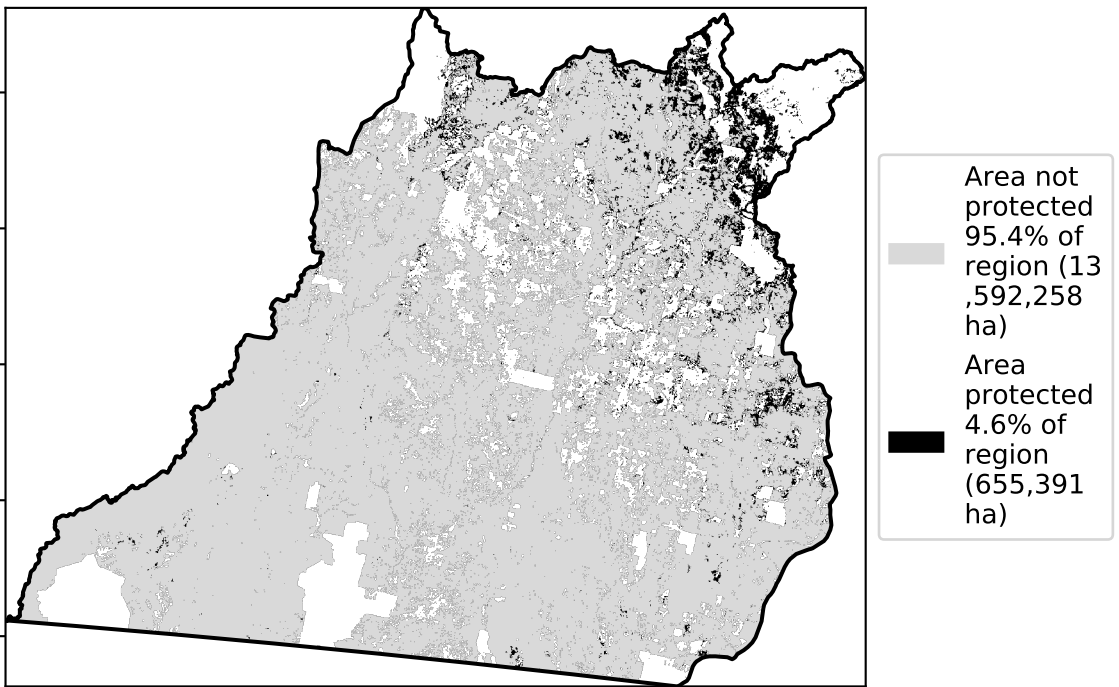 Area not
protected
95.4% of
region (13
,592,258
ha)
Area
protected
4.6% of
region
(655,391
ha)